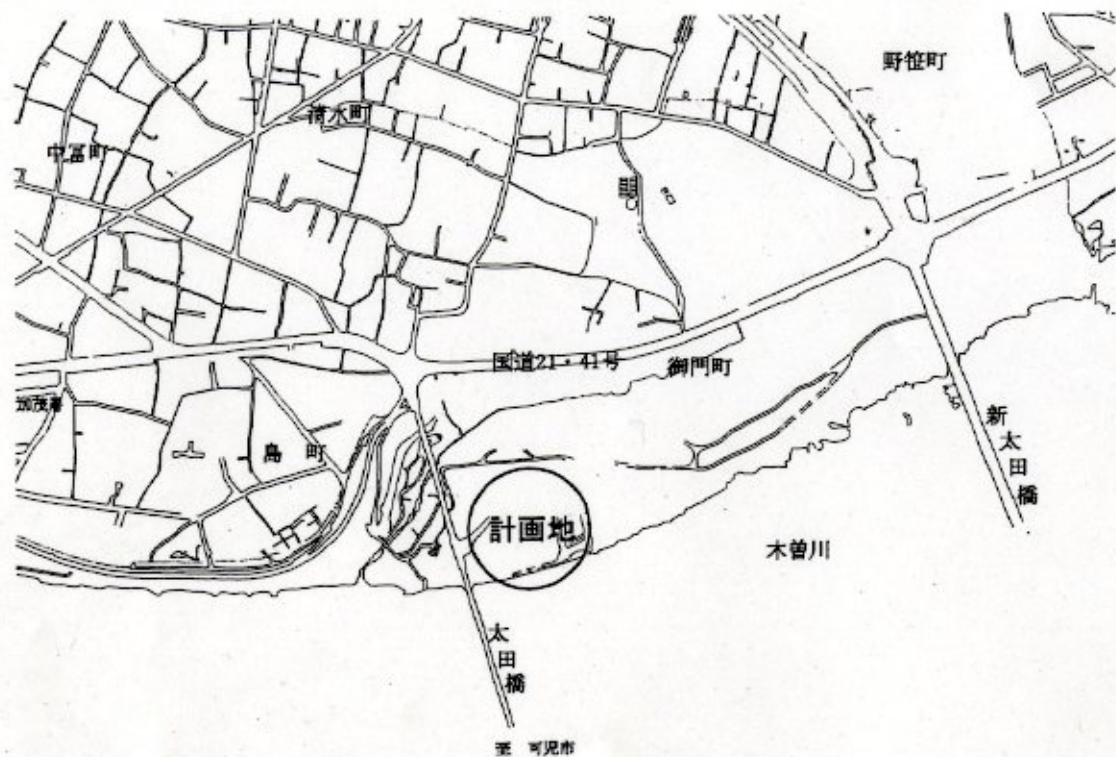 野笹町
清水町
中富町
国道21・41号
御門町
加茂署
島町
計画地
木曽川
新太田橋
太田橋
至 可児市